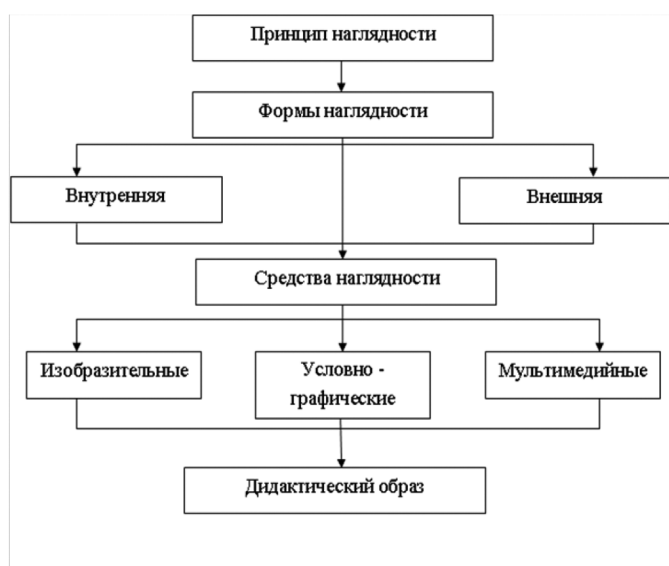 Принцип наглядности
Формы наглядности
Внутренняя
Внешняя
Средства наглядности
Изобразительные
Условно -
графические
Мультимедийные
Дидактический образ